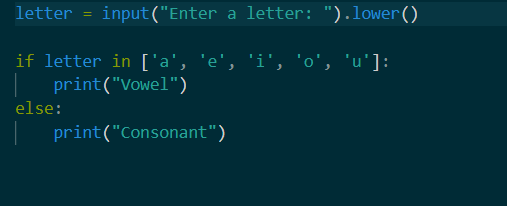 letter = input("Enter a letter: ").lower()
if letter in ['a', 'e', 'i', 'o', 'u']:
    print("Vowel")
else:
    print("Consonant")